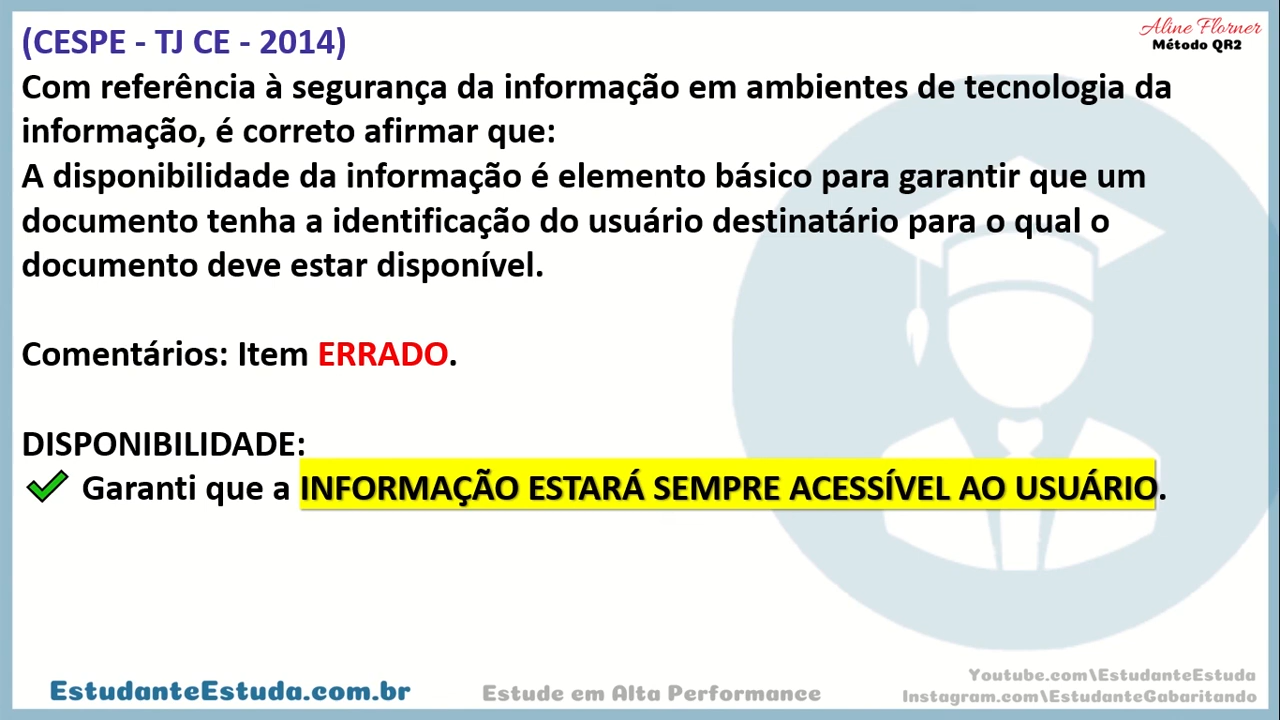 (CESPE - TJ CE - 2014)
Aline Florner
Método QR2
Com referência à segurança da informação em ambientes de tecnologia da
informação, é correto afirmar que:
A disponibilidade da informação é elemento básico para garantir que um
documento tenha a identificação do usuário destinatário para o qual o
documento deve estar disponível.
Comentários: Item ERRADO.
DISPONIBILIDADE:
Garanti que a INFORMAÇÃO ESTARÁ SEMPRE ACESSÍVEL AO USUÁRIO.
EstudanteEstuda.com.br
Estude em Alta Performance
Youtube.com\EstudanteEstuda
Instagram.com\EstudanteGabaritando